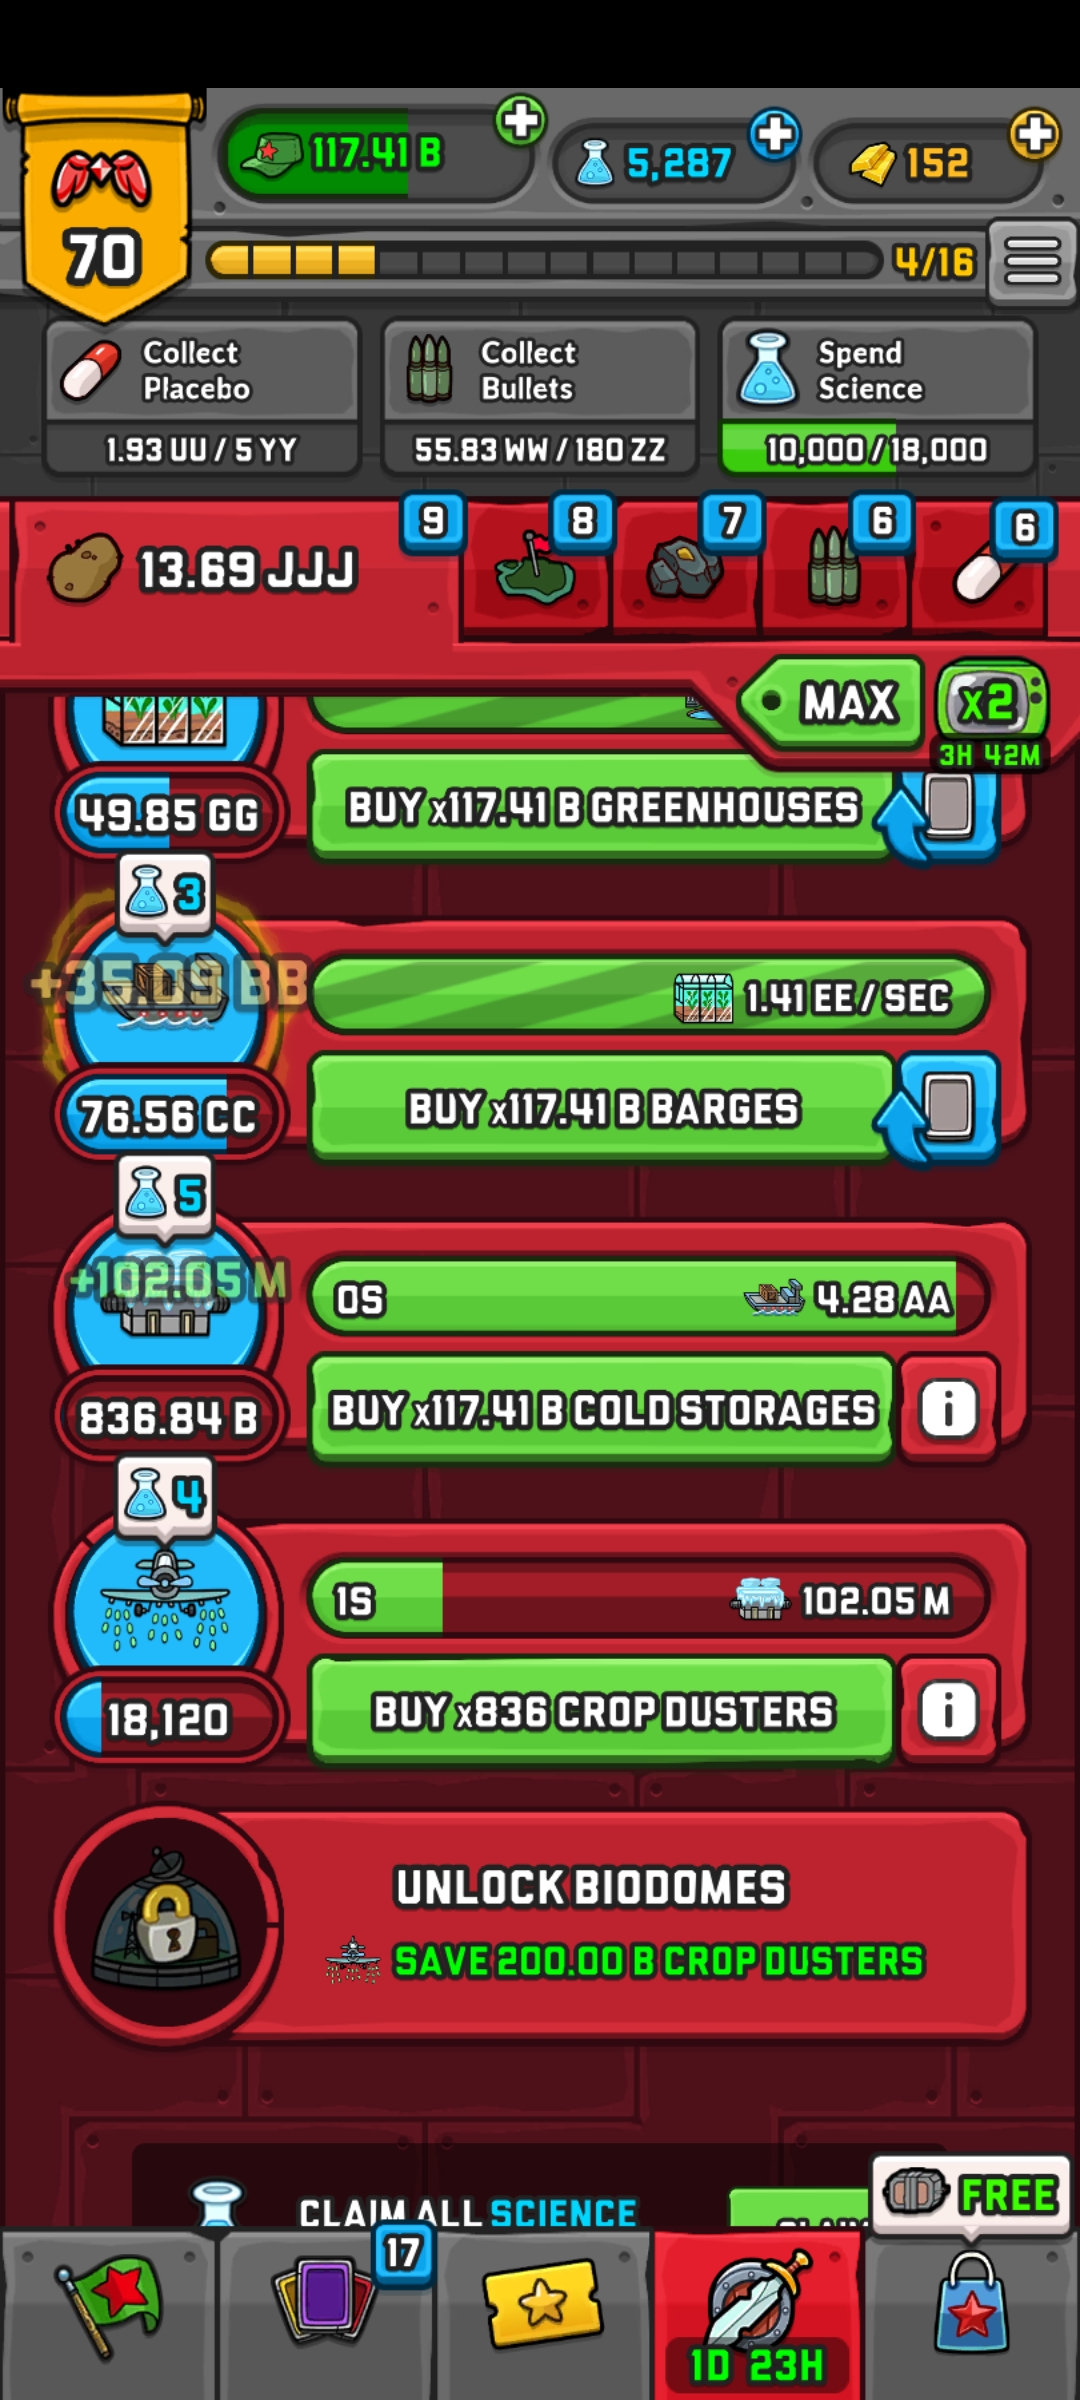 117.41 B
5,287
152
70
4/16
Collect
Placebo
1.93 UU / 5 YY
Collect
Bullets
55.83 WW / 180 ZZ
Spend
Science
10,000 / 18,000
13.69 JJJ
9
8
7
6
6
MAX
x2
3H 42M
49.85 GG
BUY x117.41 B GREENHOUSES
3
+35.09 BB
1.41 EE / SEC
76.56 CC
BUY x117.41 B BARGES
5
+102.05 M
0S
4.28 AA
836.84 B
BUY x117.41 B COLD STORAGES
i
4
1S
102.05 M
18,120
BUY x836 CROP DUSTERS
i
UNLOCK BIODOMES
SAVE 200.00 B CROP DUSTERS
CLAIM ALL SCIENCE
FREE
17
1D 23H